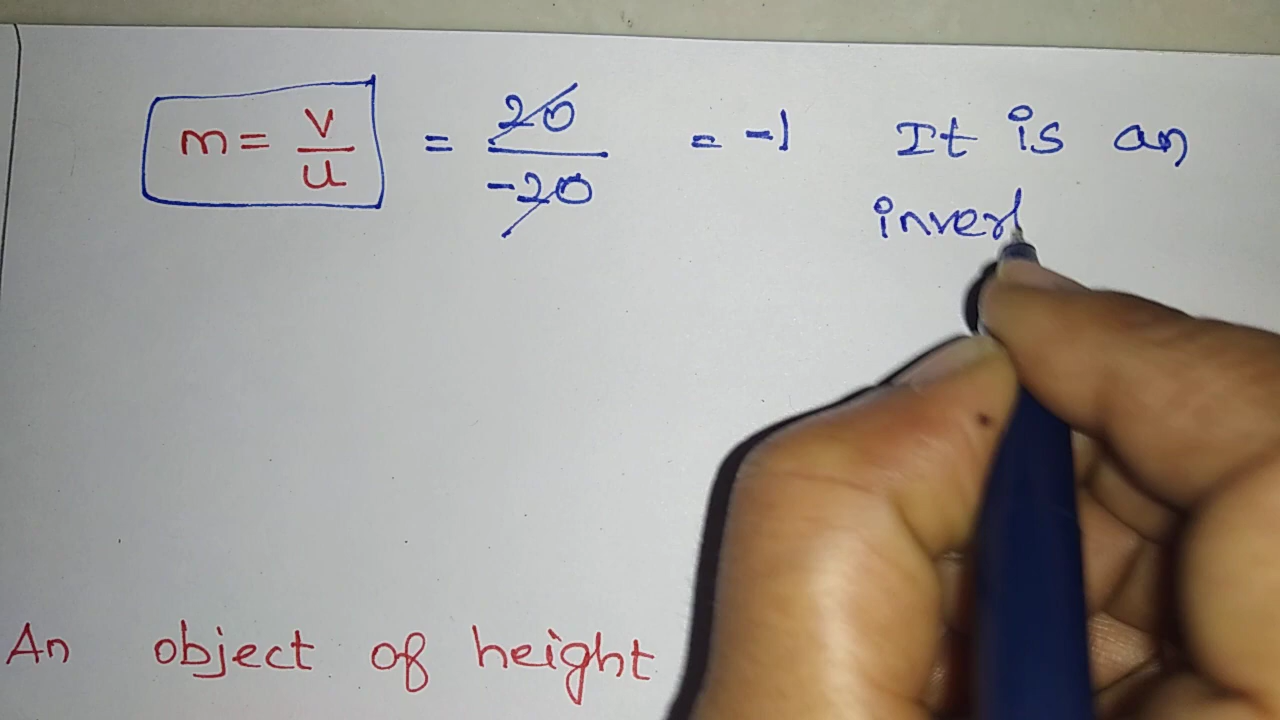 m = v/u = 20/-20 = -1 It is an
invert
An object of height